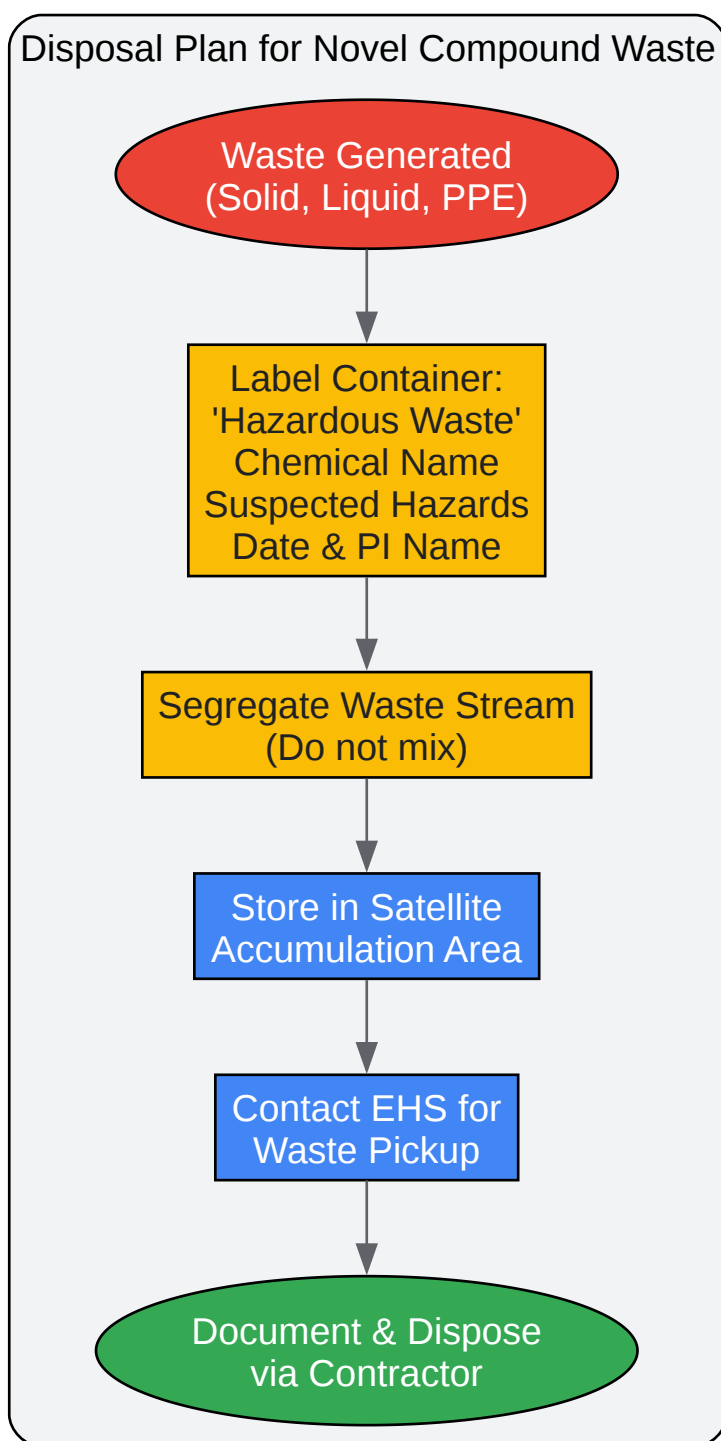 Disposal Plan for Novel Compound Waste
Waste Generated
(Solid, Liquid, PPE)
Label Container:
'Hazardous Waste'
Chemical Name
Suspected Hazards
Date & PI Name
Segregate Waste Stream
(Do not mix)
Store in Satellite
Accumulation Area
Contact EHS for
Waste Pickup
Document & Dispose
via Contractor